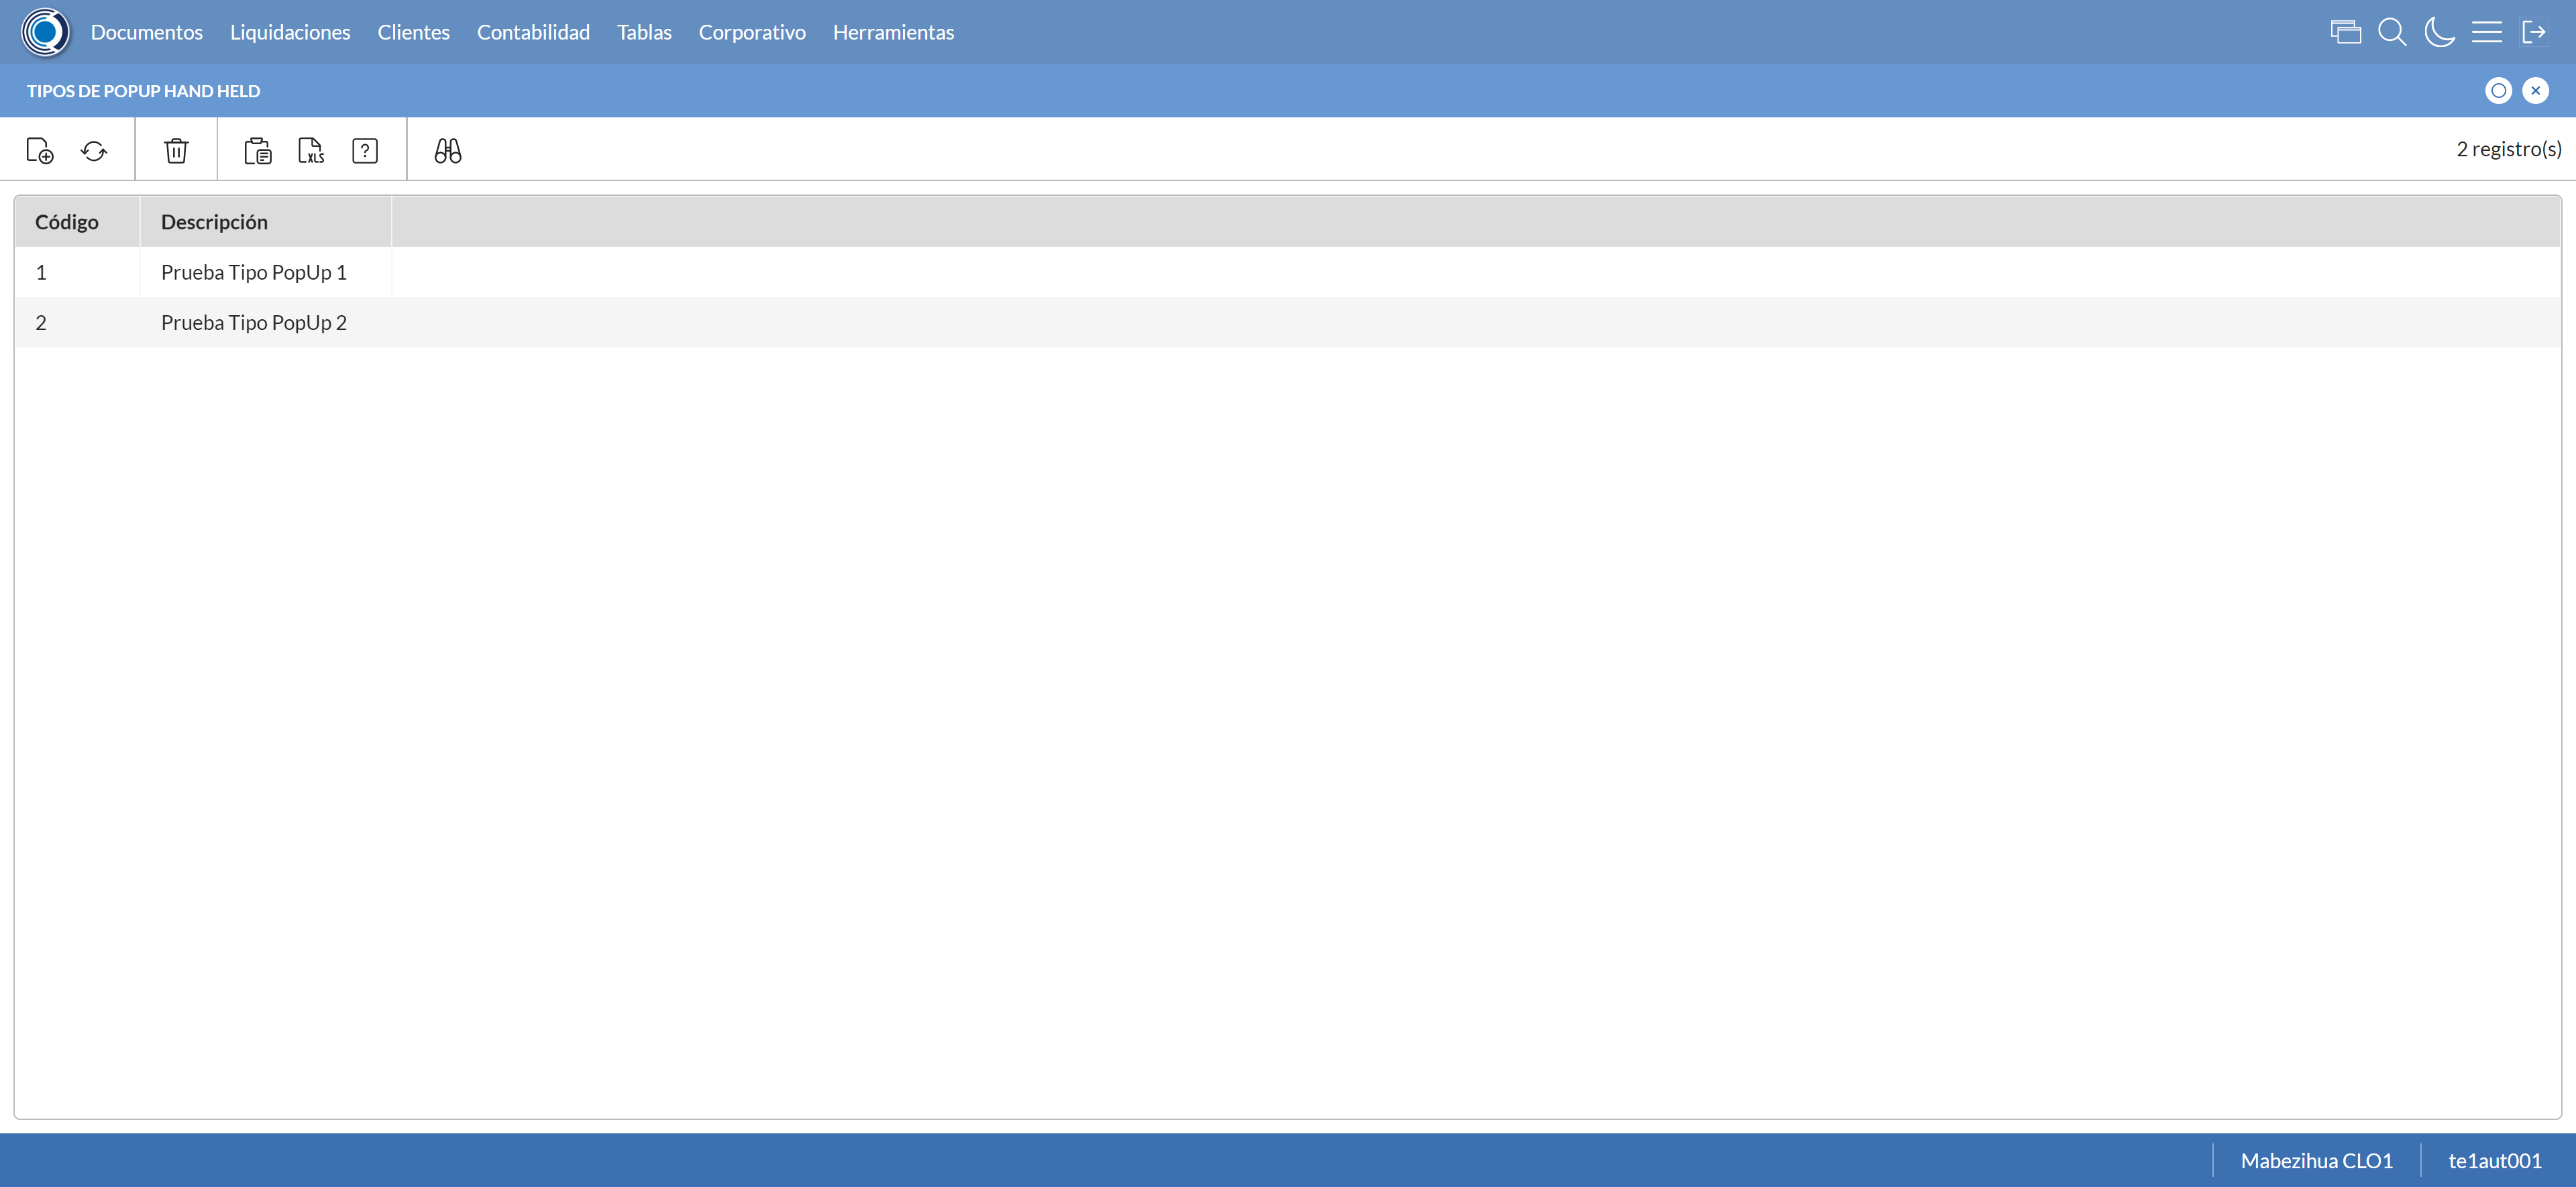 Documentos Liquidaciones Clientes Contabilidad Tablas Corporativo Herramientas
TIPOS DE POPUP HAND HELD
XLS ? 2 registro(s)
Código Descripción
1 Prueba Tipo PopUp 1
2 Prueba Tipo PopUp 2
Mabezihua CLO1 te1aut001